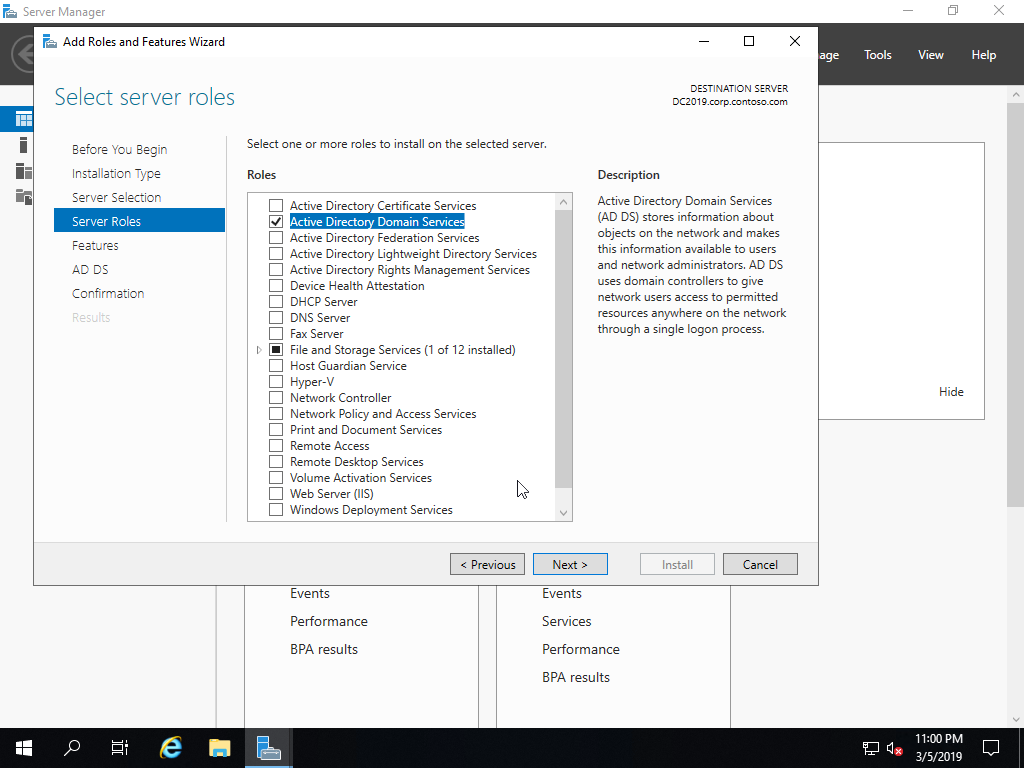 Server Manager
Add Roles and Features Wizard
age
Tools
View
Help
Select server roles
DESTINATION SERVER
DC2019.corp.contoso.com
Before You Begin
Installation Type
Server Selection
Server Roles
Features
AD DS
Confirmation
Results
Select one or more roles to install on the selected server.
Roles
Active Directory Certificate Services
Active Directory Domain Services
Active Directory Federation Services
Active Directory Lightweight Directory Services
Active Directory Rights Management Services
Device Health Attestation
DHCP Server
DNS Server
Fax Server
File and Storage Services (1 of 12 installed)
Host Guardian Service
Hyper-V
Network Controller
Network Policy and Access Services
Print and Document Services
Remote Access
Remote Desktop Services
Volume Activation Services
Web Server (IIS)
Windows Deployment Services
Description
Active Directory Domain Services
(AD DS) stores information about
objects on the network and makes
this information available to users
and network administrators. AD DS
uses domain controllers to give
network users access to permitted
resources anywhere on the network
through a single logon process.
Hide
< Previous
Next >
Install
Cancel
Events
Performance
BPA results
Events
Services
Performance
BPA results
11:00 PM
3/5/2019